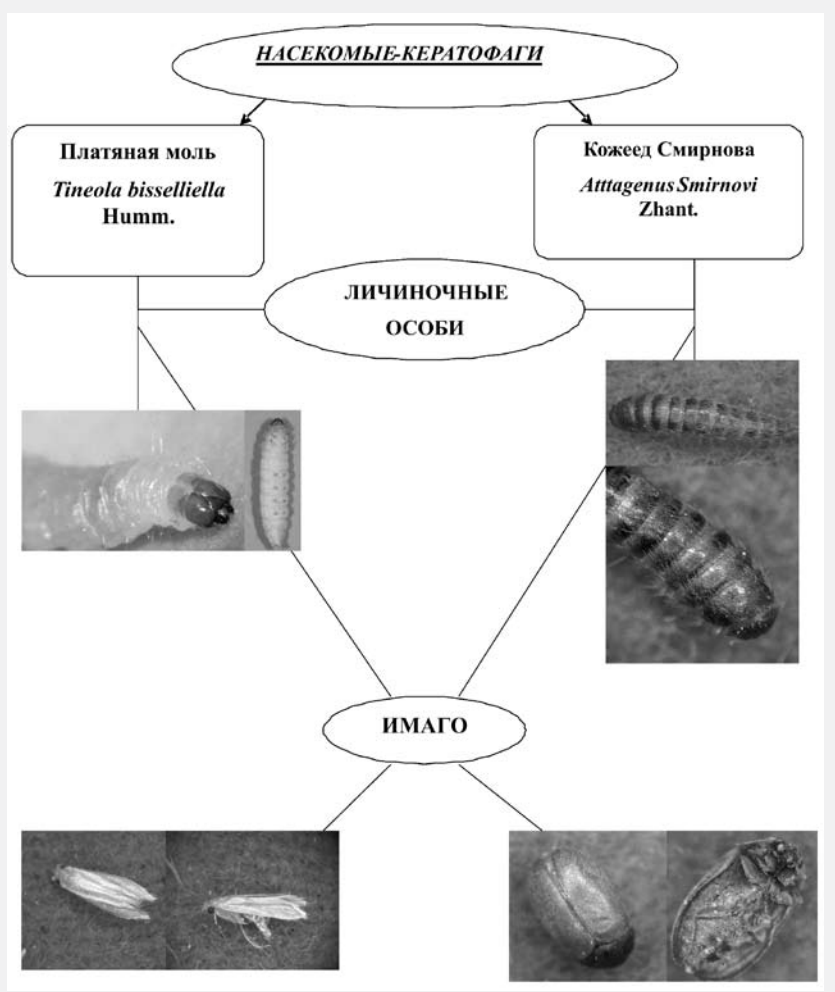 НАСЕКОМЫЕ-КЕРАТОФАГИ
Платяная моль
Tineola bisselliella
Humm.
Кожеед Смирнова
Atttagenus Smirnovi
Zhant.
ЛИЧИНОЧНЫЕ
ОСОБИ
ИМАГО